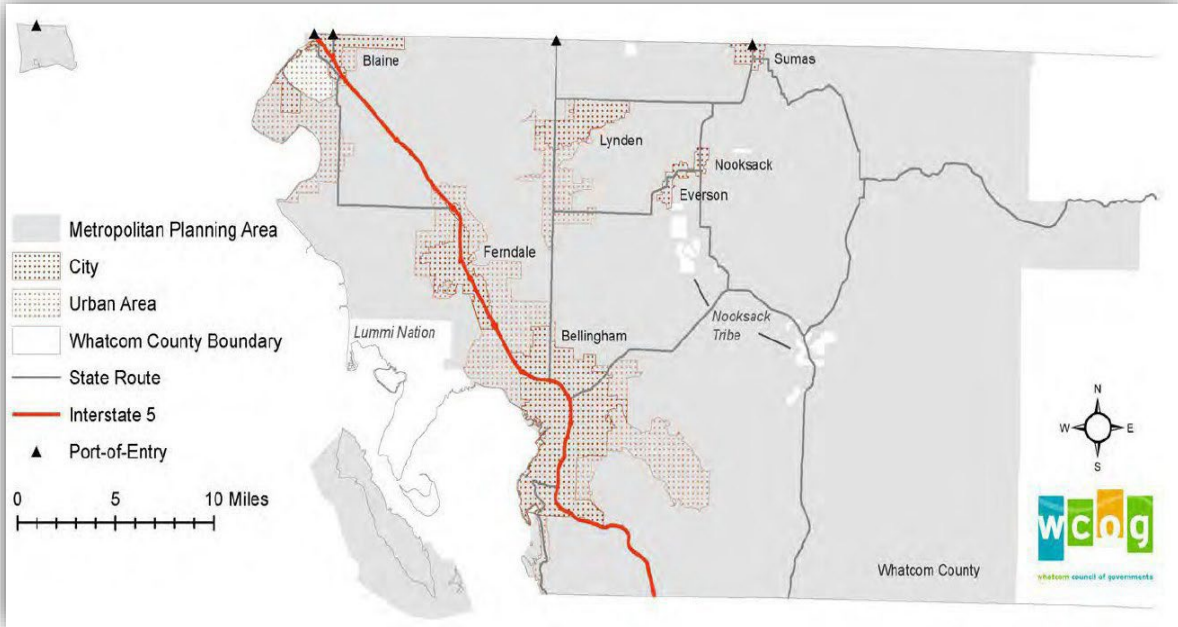 Blaine
Sumas
Lynden
Nooksack
Everson
Metropolitan Planning Area
City
Ferndale
Urban Area
Nooksack
Tribe
Lummi Nation
Bellingham
Whatcom County Boundary
State Route
Interstate 5
N
W E
S
Port-of-Entry
0 5 10 Miles
wcog
Whatcom County
whatcom council of governments